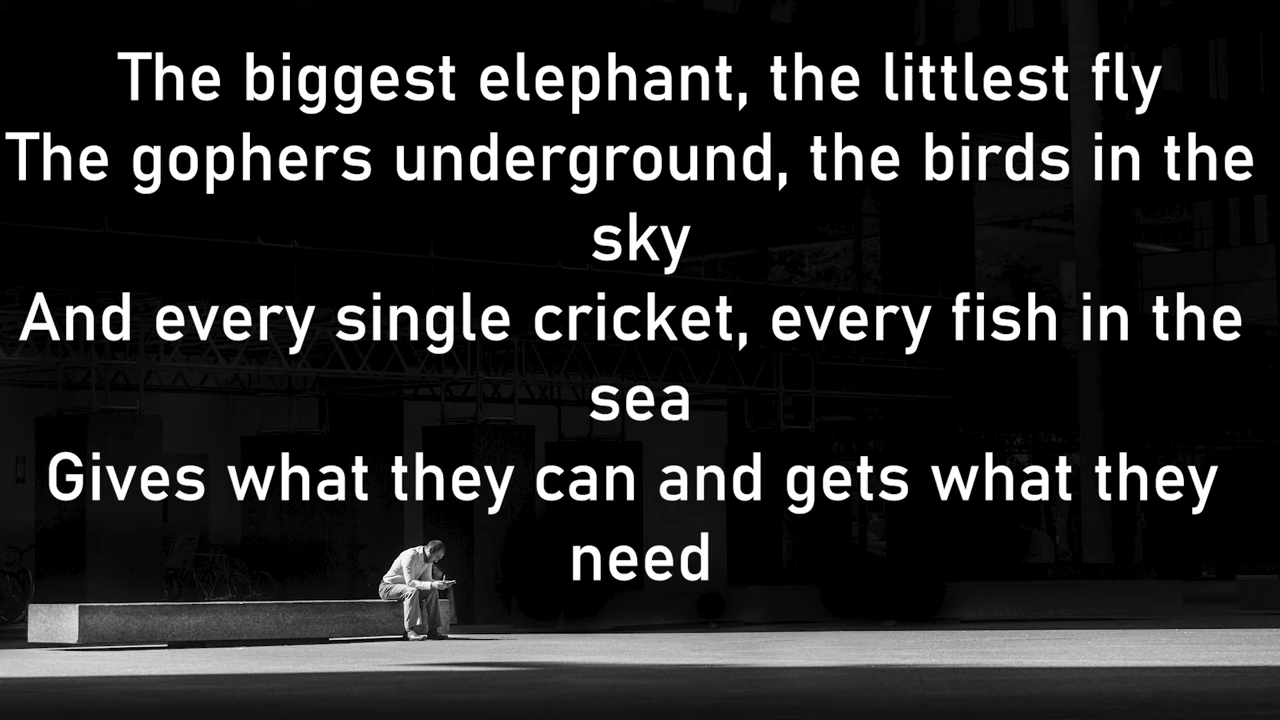 The biggest elephant, the littlest fly
The gophers underground, the birds in the
sky
And every single cricket, every fish in the
sea
Gives what they can and gets what they
need